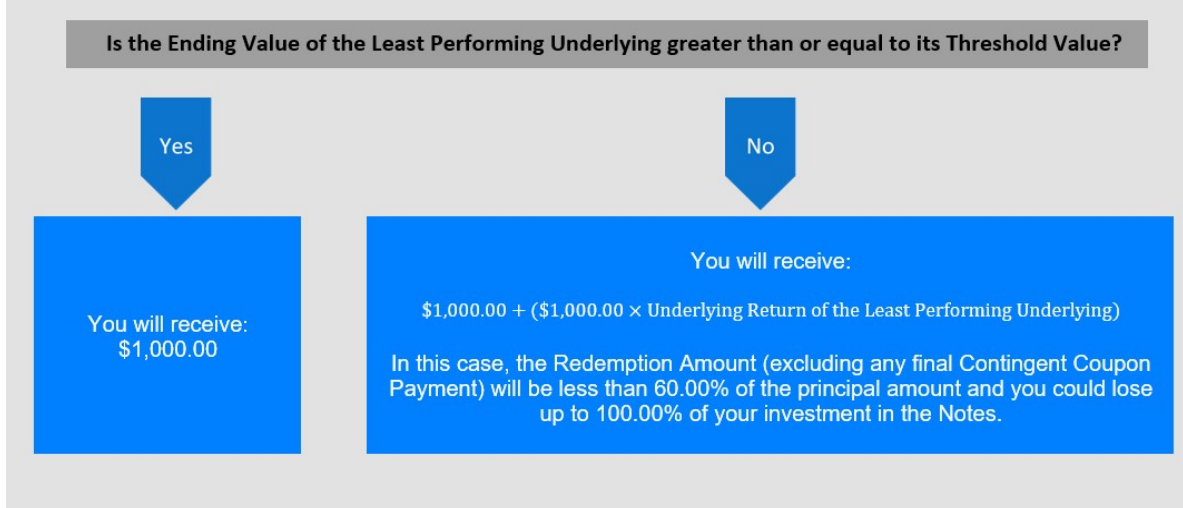 Is the Ending Value of the Least Performing Underlying greater than or equal to its Threshold Value?
Yes
No
You will receive:
$1,000.00
You will receive:
$1,000.00 + ($1,000.00 × Underlying Return of the Least Performing Underlying)
In this case, the Redemption Amount (excluding any final Contingent Coupon
Payment) will be less than 60.00% of the principal amount and you could lose
up to 100.00% of your investment in the Notes.